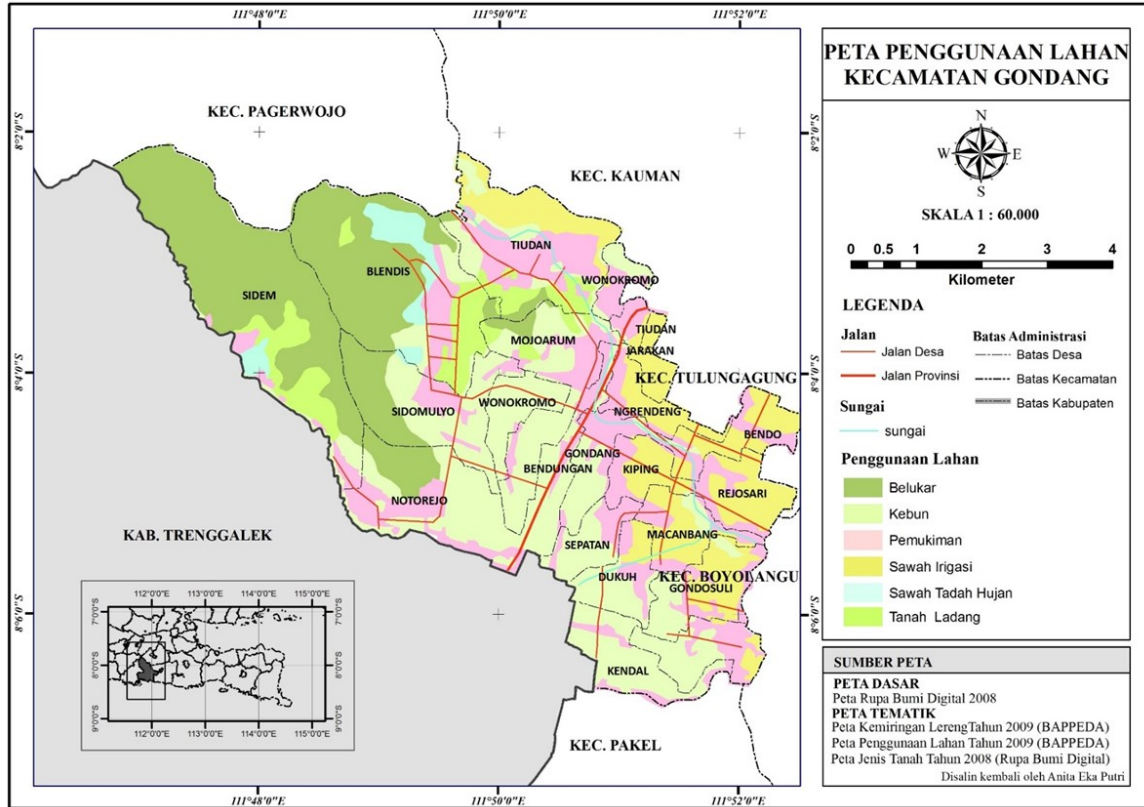 111°48'0"E
111°50'0"E
111°52'0"E
8°2'0"S
8°2'0"S
8°4'0"S
8°4'0"S
8°6'0"S
8°6'0"S
111°48'0"E
111°50'0"E
111°52'0"E
KEC. PAGERWOJO
KEC. KAUMAN
TIUDAN
BLENDIS
WONOKROMO
SIDEM
TIUDAN
MOJOARUM
JARAKAN
KEC. TULUNGAGUNG
SIDOMULYO
WONOKROMO
NGRENDENG
BENDO
GONDANG
BENDUNGAN
KIPING
REJOSARI
NOTOREJO
KAB. TRENGGALEK
MACANBANG
SEPATAN
DUKUH
KEC. BOYOLANGU
GONDOSULI
KENDAL
KEC. PAKEL
112°0'0"E
113°0'0"E
114°0'0"E
115°0'0"E
7°0'0"S
7°0'0"S
8°0'0"S
8°0'0"S
9°0'0"S
9°0'0"S
112°0'0"E
113°0'0"E
114°0'0"E
115°0'0"E
PETA PENGGUNAAN LAHAN
KECAMATAN GONDANG
N
W E
S
SKALA 1 : 60.000
0 0.5 1 2 3 4
Kilometer
LEGENDA
Jalan
Jalan Desa
Jalan Provinsi
Sungai
sungai
Batas Administrasi
Batas Desa
Batas Kecamatan
Batas Kabupaten
Penggunaan Lahan
Belukar
Kebun
Pemukiman
Sawah Irigasi
Sawah Tadah Hujan
Tanah Ladang
SUMBER PETA
PETA DASAR
Peta Rupa Bumi Digital 2008
PETA TEMATIK
Peta Kemiringan LerengTahun 2009 (BAPPEDA)
Peta Penggunaan Lahan Tahun 2009 (BAPPEDA)
Peta Jenis Tanah Tahun 2008 (Rupa Bumi Digital)
Disalin kembali oleh Anita Eka Putri